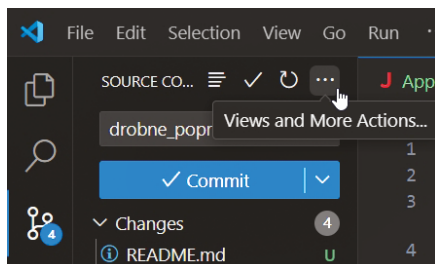 File Edit Selection View Go Run
SOURCE CO...
J App
Views and More Actions...
drobne_popr
1
Commit
2
3
Changes 4
4
README.md U
4